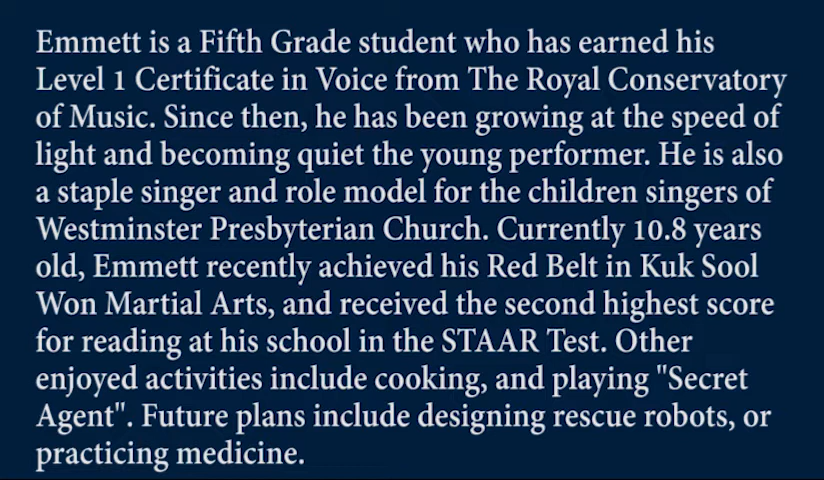 Emmett is a Fifth Grade student who has earned his
Level 1 Certificate in Voice from The Royal Conservatory
of Music. Since then, he has been growing at the speed of
light and becoming quiet the young performer. He is also
a staple singer and role model for the children singers of
Westminster Presbyterian Church. Currently 10.8 years
old, Emmett recently achieved his Red Belt in Kuk Sool
Won Martial Arts, and received the second highest score
for reading at his school in the STAAR Test. Other
enjoyed activities include cooking, and playing "Secret
Agent". Future plans include designing rescue robots, or
practicing medicine.